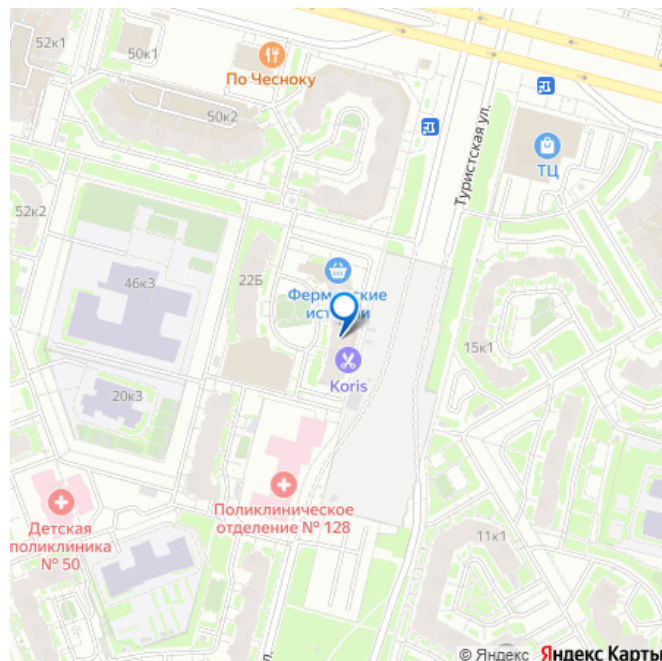 52к1
50к1
По Чесноку
50к2
ТЦ
Туристская ул.
52к2
46к3
22Б
Фермерские
истории
15к1
Koris
20к3
Поликлиническое
отделение № 128
Детская
поликлиника
№ 50
11к1
© Яндекс Яндекс Карты